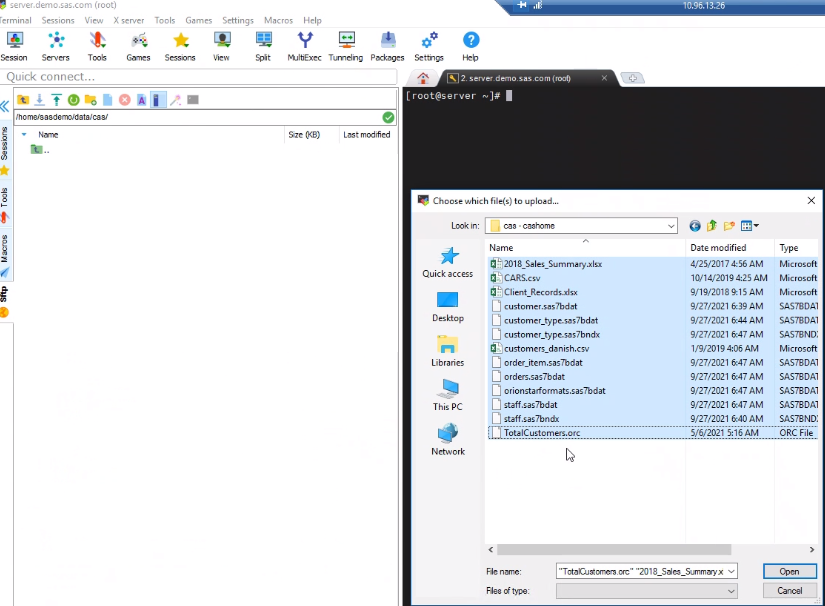 server.demo.sas.com (root)
10.96.13.26
Terminal Sessions View X server Tools Games Settings Macros Help
Session Servers Tools Games Sessions View Split MultiExec Tunneling Packages Settings Help
Quick connect...
2. server.demo.sas.com (root)
/home/sasdemo/data/cas/
Name Size (KB) Last modified
..
Sessions
Tools
Macros
Sftp
[root@server ~]#
Choose which file(s) to upload...
Look in: cas - cashome
Name Date modified Type
2018_Sales_Summary.xlsx 4/25/2017 4:56 AM Microsoft
CARS.csv 10/14/2019 4:25 AM Microsoft
Client_Records.xlsx 9/19/2018 9:15 AM Microsoft
customer.sas7bdat 9/27/2021 6:39 AM SAS7BDAT
customer_type.sas7bdat 9/27/2021 6:44 AM SAS7BDAT
customer_type.sas7bndx 9/27/2021 6:47 AM SAS7BNDX
customers_danish.csv 1/9/2019 4:06 AM Microsoft
order_item.sas7bdat 9/27/2021 6:47 AM SAS7BDAT
orders.sas7bdat 9/27/2021 6:47 AM SAS7BDAT
orionstarformats.sas7bdat 9/27/2021 6:47 AM SAS7BDAT
staff.sas7bdat 9/27/2021 6:47 AM SAS7BDAT
staff.sas7bndx 9/27/2021 6:40 AM SAS7BNDX
TotalCustomers.orc 5/6/2021 5:16 AM ORC File
Quick access
Desktop
Libraries
This PC
Network
File name: "TotalCustomers.orc" "2018_Sales_Summary.x Open
Files of type: Cancel